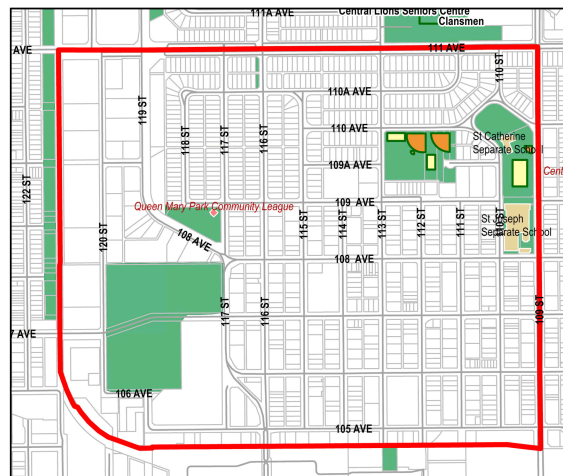 111A AVE
Central Lions Seniors Centre
Clansmen
AVE
111 AVE
110 ST
110A AVE
119 ST
118 ST
117 ST
116 ST
110 AVE
St Catherine
Separate School
109A AVE
Cent
122 ST
Queen Mary Park Community League
109 AVE
115 ST
114 ST
113 ST
112 ST
111 ST
110 ST
St Joseph
Separate School
120 ST
108 AVE
108 AVE
117 ST
116 ST
109 ST
7 AVE
106 AVE
105 AVE